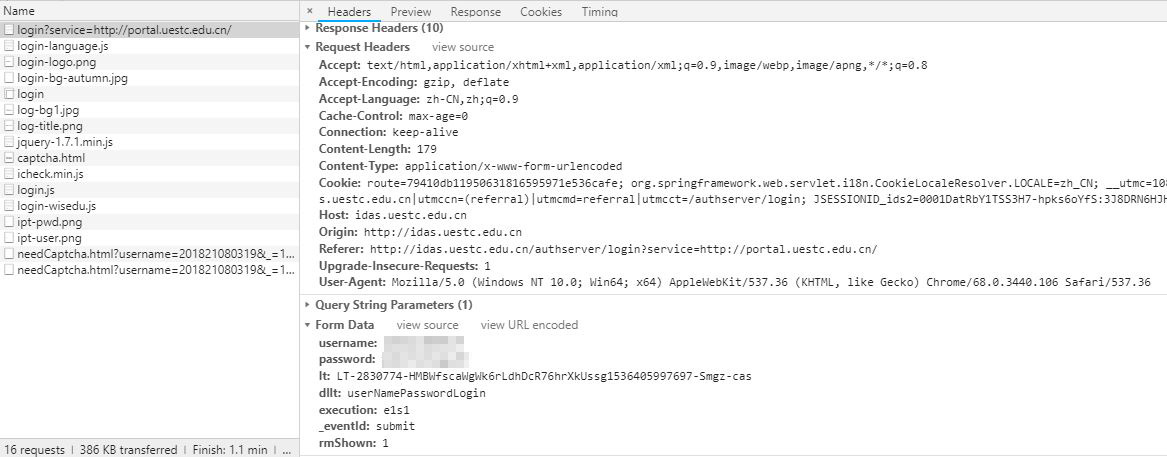 Name
login?service=http://portal.uestc.edu.cn/
login-language.js
login-logo.png
login-bg-autumn.jpg
login
log-bg1.jpg
log-title.png
jquery-1.7.1.min.js
captcha.html
icheck.min.js
login.js
login-wisedu.js
ipt-pwd.png
ipt-user.png
needCaptcha.html?username=201821080319&_=1...
needCaptcha.html?username=201821080319&_=1...
16 requests | 386 KB transferred | Finish: 1.1 min | ...
× Headers Preview Response Cookies Timing
Response Headers (10)
Request Headers view source
Accept: text/html,application/xhtml+xml,application/xml;q=0.9,image/webp,image/apng,*/*;q=0.8
Accept-Encoding: gzip, deflate
Accept-Language: zh-CN,zh;q=0.9
Cache-Control: max-age=0
Connection: keep-alive
Content-Length: 179
Content-Type: application/x-www-form-urlencoded
Cookie: route=79410db11950631816595971e536cafe; org.springframework.web.servlet.i18n.CookieLocaleResolver.LOCALE=zh_CN; __utmc=108
s.uestc.edu.cn|utmccn=(referral)|utmcmd=referral|utmcct=/authserver/login; JSESSIONID_ids2=0001DatRbY1TSS3H7-hpks6oYfS:3J8DRN6HJH
Host: idas.uestc.edu.cn
Origin: http://idas.uestc.edu.cn
Referer: http://idas.uestc.edu.cn/authserver/login?service=http://portal.uestc.edu.cn/
Upgrade-Insecure-Requests: 1
User-Agent: Mozilla/5.0 (Windows NT 10.0; Win64; x64) AppleWebKit/537.36 (KHTML, like Gecko) Chrome/68.0.3440.106 Safari/537.36
Query String Parameters (1)
Form Data view source view URL encoded
username:
password:
lt: LT-2830774-HMBWfscaWgWk6rLdhDcR76hrXkUssg1536405997697-Smgz-cas
dllt: userNamePasswordLogin
execution: e1s1
_eventId: submit
rmShown: 1